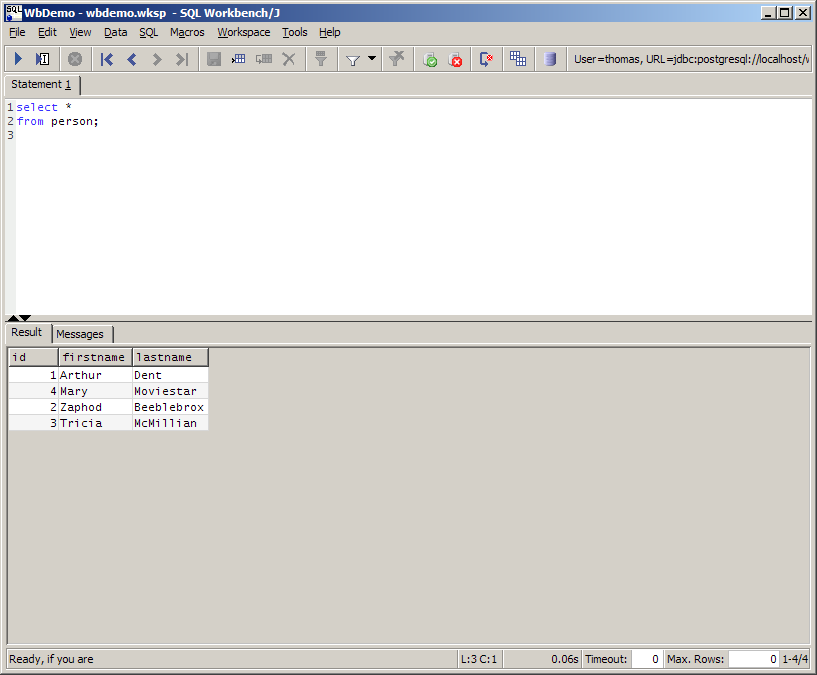 SQL WbDemo - wbdemo.wksp - SQL Workbench/J
File Edit View Data SQL Macros Workspace Tools Help
User=thomas, URL=jdbc:postgresql://localhost/
Statement 1
1 select *
2 from person;
3
Result Messages
id firstname lastname
1 Arthur Dent
4 Mary Moviestar
2 Zaphod Beeblebrox
3 Tricia McMillian
Ready, if you are L:3 C:1 0.06s Timeout: 0 Max. Rows: 0 1-4/4